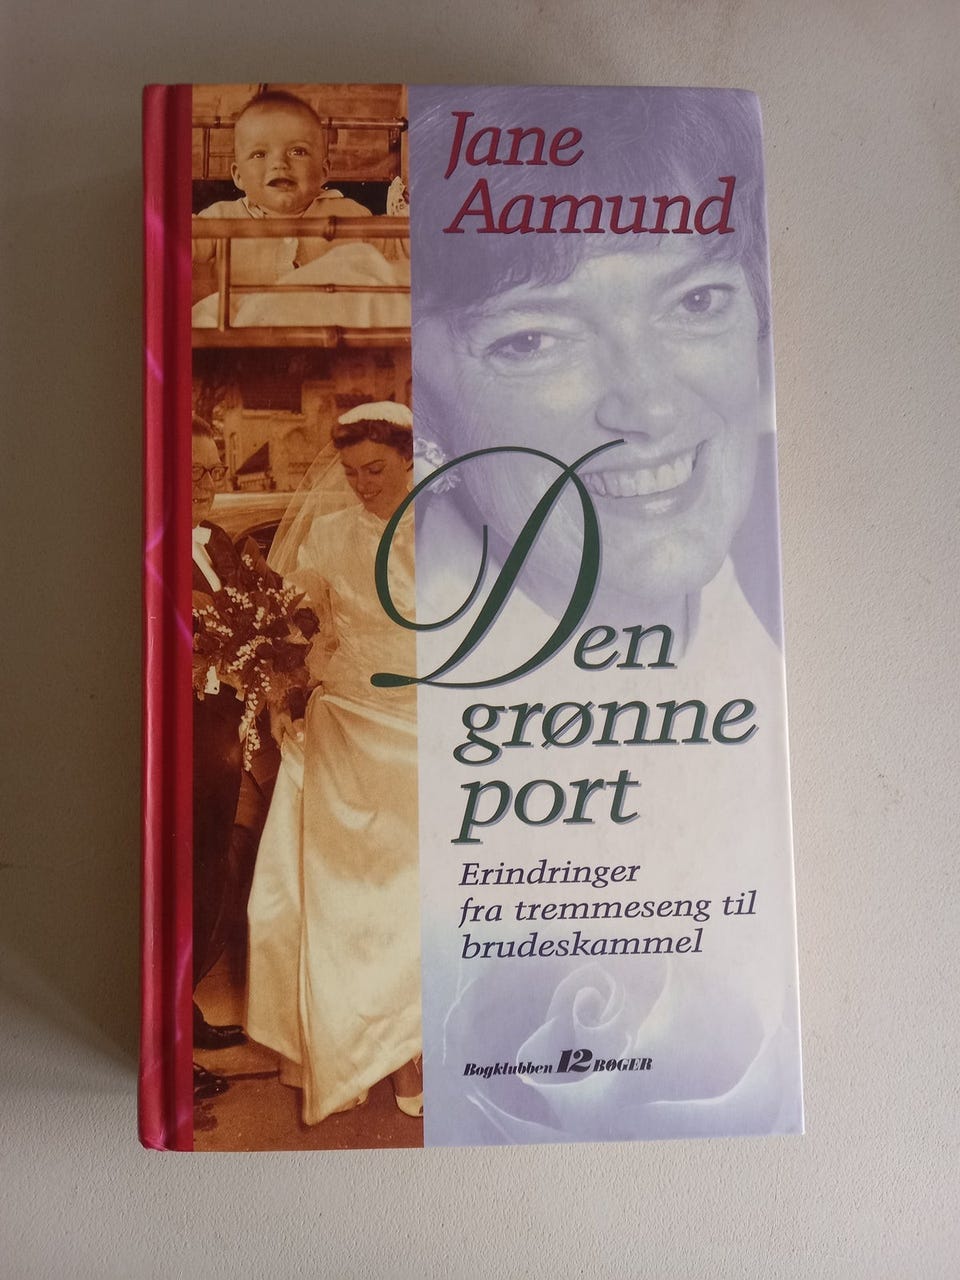 Jane
Aamund
Den
grønne
port
Erindringer
fra tremmeseng til
brudeskammel
Bogklubben 12 BØGER